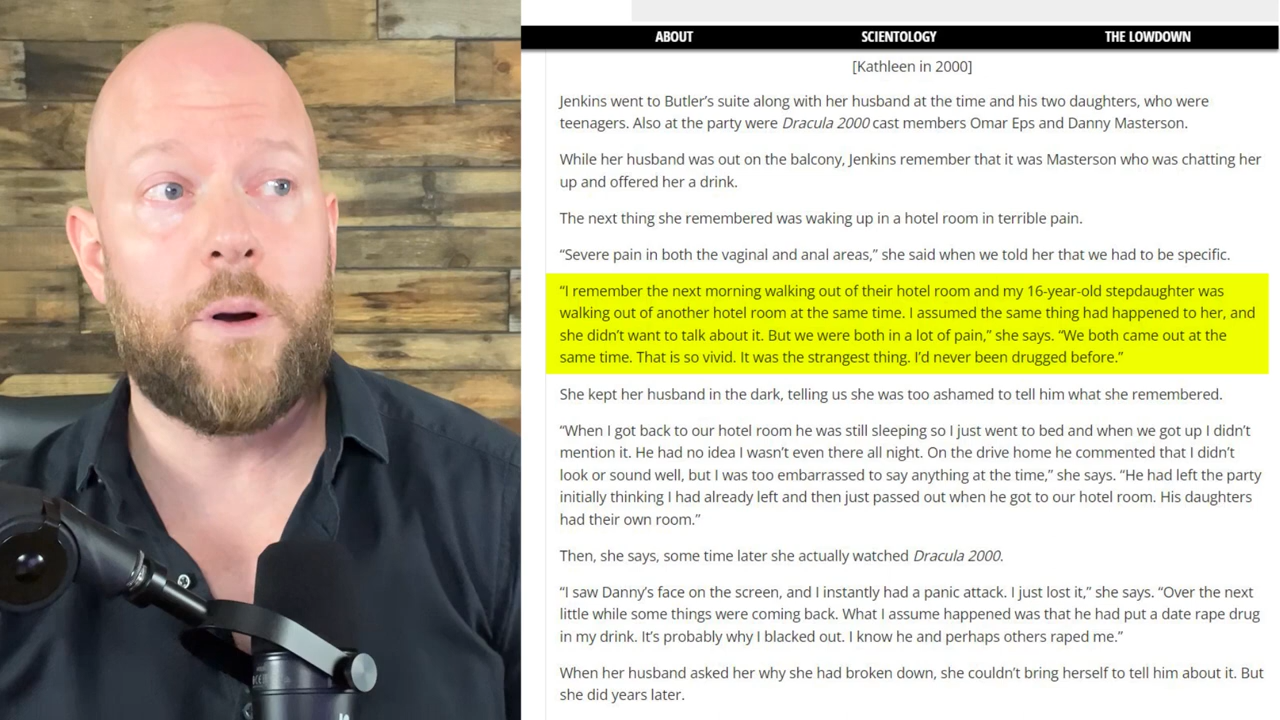 ABOUT
SCIENTOLOGY
THE LOWDOWN
[Kathleen in 2000]
Jenkins went to Butler’s suite along with her husband at the time and his two daughters, who were
teenagers. Also at the party were Dracula 2000 cast members Omar Eps and Danny Masterson.
While her husband was out on the balcony, Jenkins remember that it was Masterson who was chatting her
up and offered her a drink.
The next thing she remembered was waking up in a hotel room in terrible pain.
“Severe pain in both the vaginal and anal areas,” she said when we told her that we had to be specific.
“I remember the next morning walking out of their hotel room and my 16-year-old stepdaughter was
walking out of another hotel room at the same time. I assumed the same thing had happened to her, and
she didn’t want to talk about it. But we were both in a lot of pain,” she says. “We both came out at the
same time. That is so vivid. It was the strangest thing. I’d never been drugged before.”
She kept her husband in the dark, telling us she was too ashamed to tell him what she remembered.
“When I got back to our hotel room he was still sleeping so I just went to bed and when we got up I didn’t
mention it. He had no idea I wasn’t even there all night. On the drive home he commented that I didn’t
look or sound well, but I was too embarrassed to say anything at the time,” she says. “He had left the party
initially thinking I had already left and then just passed out when he got to our hotel room. His daughters
had their own room.”
Then, she says, some time later she actually watched Dracula 2000.
“I saw Danny’s face on the screen, and I instantly had a panic attack. I just lost it,” she says. “Over the next
little while some things were coming back. What I assume happened was that he had put a date rape drug
in my drink. It’s probably why I blacked out. I know he and perhaps others raped me.”
When her husband asked her why she had broken down, she couldn’t bring herself to tell him about it. But
she did years later.